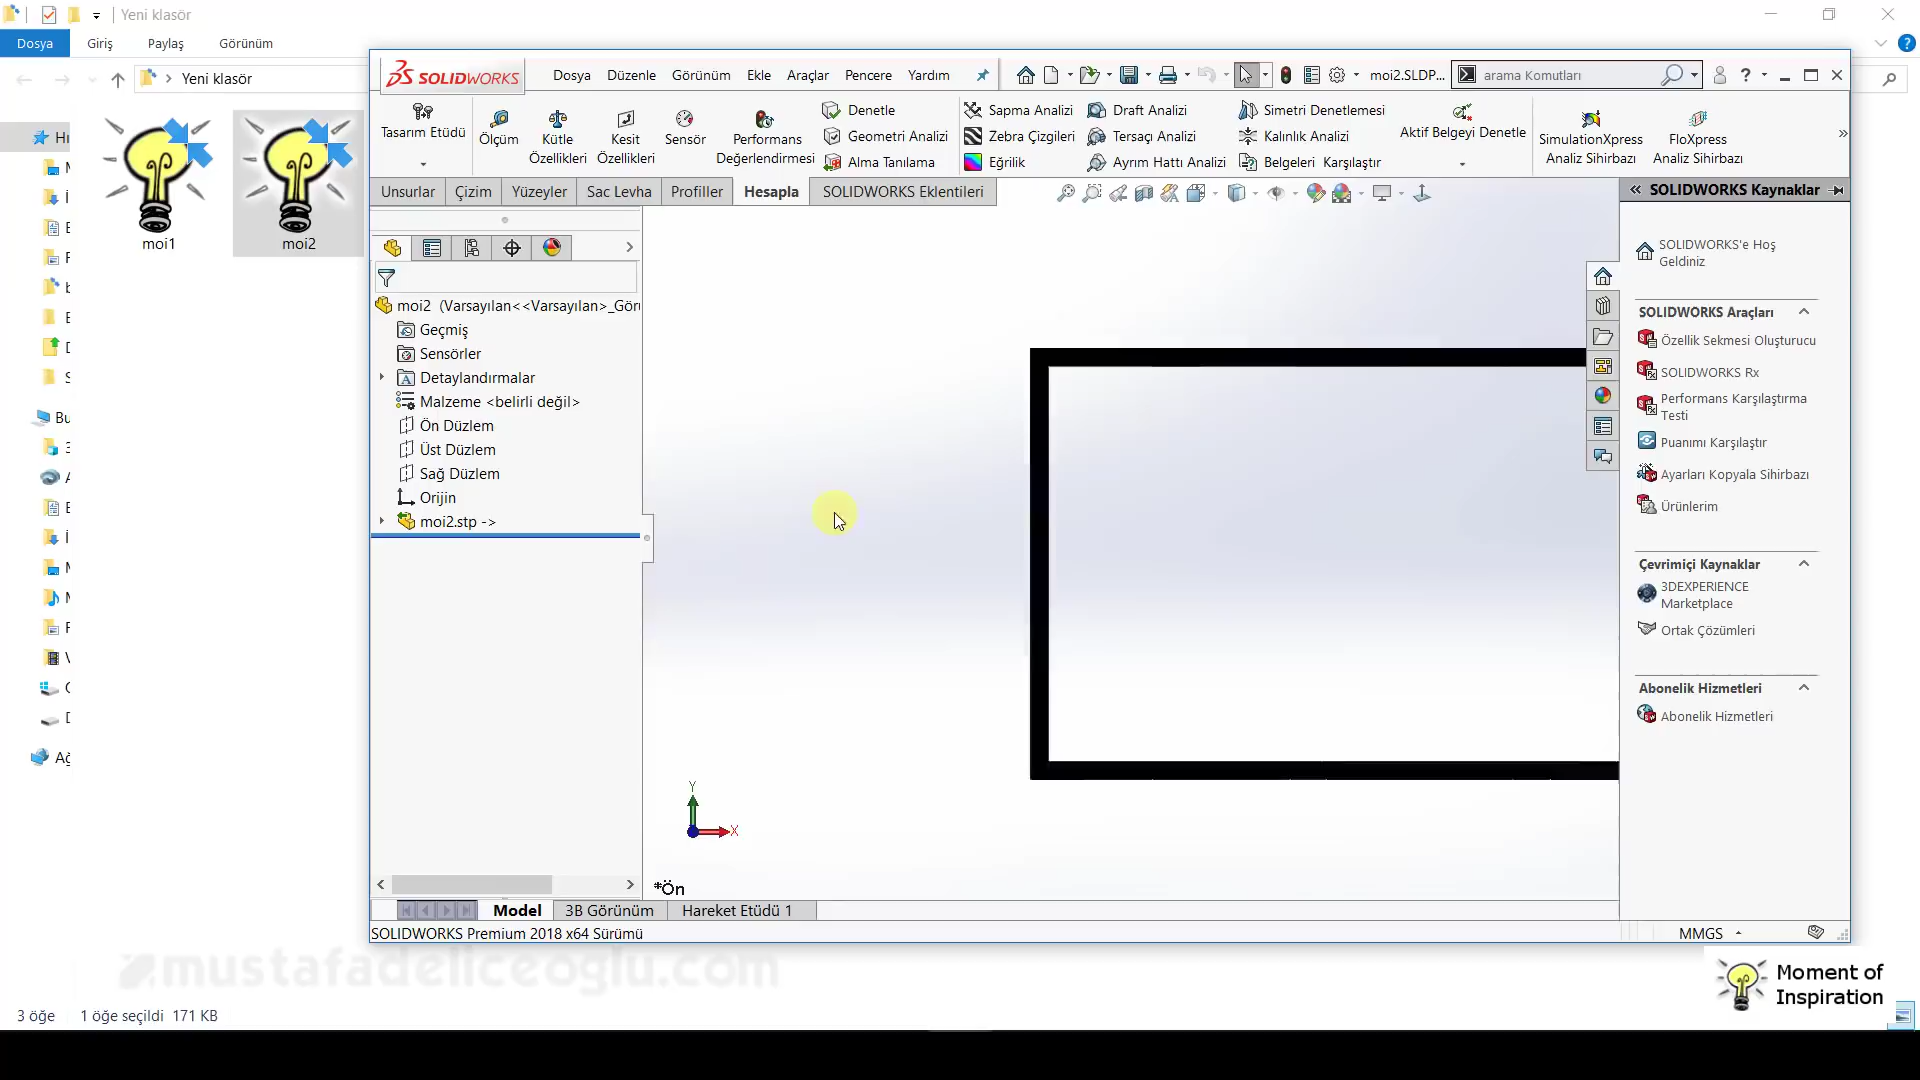 Yeni klasör
Dosya
Giriş
Paylaş
Görünüm
Yeni klasör
moi1
moi2
SOLIDWORKS
Dosya Düzenle Görünüm Ekle Araçlar Pencere Yardım
moi2.SLDP...
arama Komutları
Tasarım Etüdü
Ölçüm
Kütle Özellikleri
Kesit Özellikleri
Sensör
Performans Değerlendirmesi
Denetle
Geometri Analizi
Alma Tanılama
Sapma Analizi
Zebra Çizgileri
Eğrilik
Draft Analizi
Tersaçı Analizi
Ayrım Hattı Analizi
Simetri Denetlemesi
Kalınlık Analizi
Belgeleri Karşılaştır
Aktif Belgeyi Denetle
SimulationXpress Analiz Sihirbazı
FloXpress Analiz Sihirbazı
Unsurlar
Çizim
Yüzeyler
Sac Levha
Profiller
Hesapla
SOLIDWORKS Eklentileri
moi2 (Varsayılan<<Varsayılan>_Görü
Geçmiş
Sensörler
Detaylandırmalar
Malzeme <belirli değil>
Ön Düzlem
Üst Düzlem
Sağ Düzlem
Orijin
moi2.stp ->
Y
X
*Ön
SOLIDWORKS Kaynaklar
SOLIDWORKS'e Hoş
Geldiniz
SOLIDWORKS Araçları
Özellik Sekmesi Oluşturucu
SOLIDWORKS Rx
Performans Karşılaştırma
Testi
Puanımı Karşılaştır
Ayarları Kopyala Sihirbazı
Ürünlerim
Çevrimiçi Kaynaklar
3DEXPERIENCE
Marketplace
Ortak Çözümleri
Abonelik Hizmetleri
Abonelik Hizmetleri
Model
3B Görünüm
Hareket Etüdü 1
SOLIDWORKS Premium 2018 x64 Sürümü
MMGS
mustafadeliceoglu.com
Moment of
Inspiration
3 öğe
1 öğe seçildi 171 KB